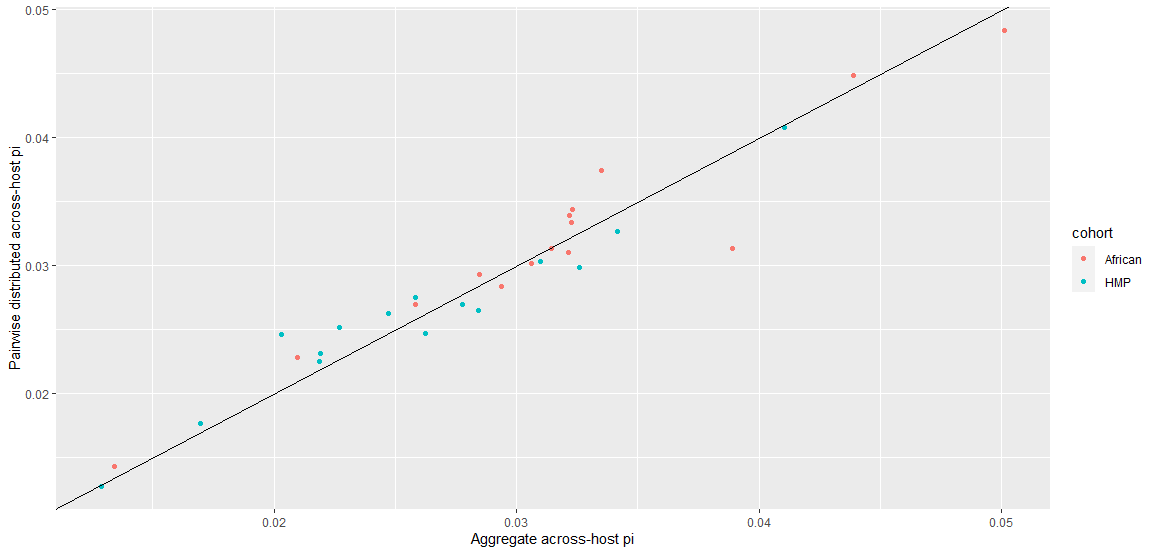 Pairwise distributed across-host pi
0.05
0.04
0.03
0.02
0.02
0.03
0.04
0.05
Aggregate across-host pi
cohort
African
HMP